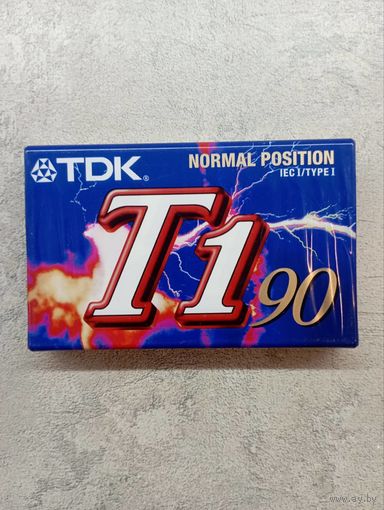 TDK®
NORMAL POSITION
IEC I/TYPE I
T1 90
www.ay.by